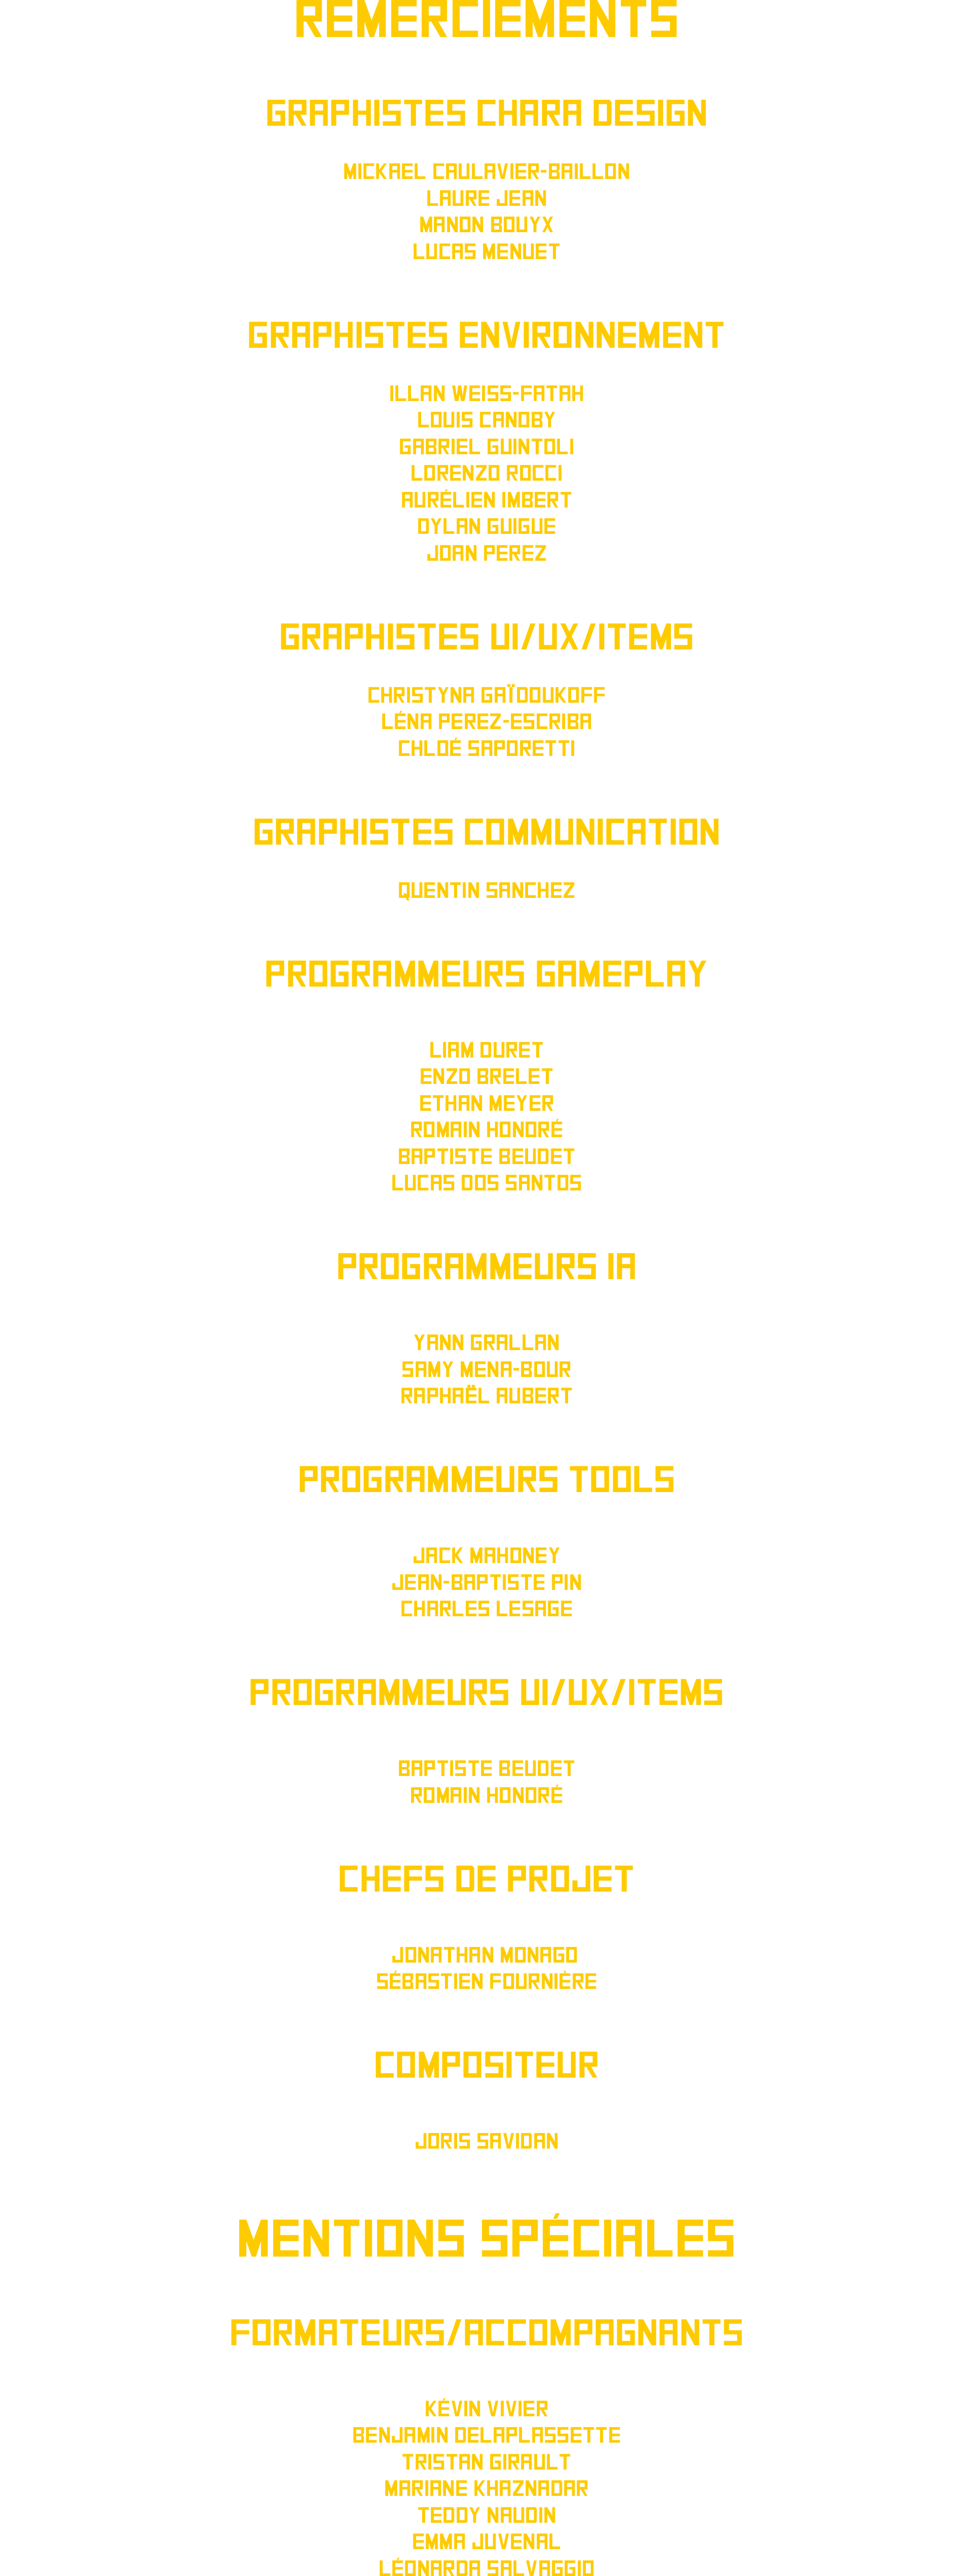 REMERCIEMENTS
GRAPHISTES CHARA DESIGN
MICKAEL CAULAVIER-BAILLON
LAURE JEAN
MANON BOUYX
LUCAS MENUET
GRAPHISTES ENVIRONNEMENT
ILLAN WEISS-FATAH
LOUIS CANOBY
GABRIEL GUINTOLI
LORENZO ROCCI
AURÉLIEN IMBERT
DYLAN GUIGUE
JOAN PEREZ
GRAPHISTES UI/UX/ITEMS
CHRISTYNA GAÏDOUKOFF
LÉNA PEREZ-ESCRIBA
CHLOÉ SAPORETTI
GRAPHISTES COMMUNICATION
QUENTIN SANCHEZ
PROGRAMMEURS GAMEPLAY
LIAM DURET
ENZO BRELET
ETHAN MEYER
ROMAIN HONORÉ
BAPTISTE BEUDET
LUCAS DOS SANTOS
PROGRAMMEURS IA
YANN GRALLAN
SAMY MENA-BOUR
RAPHAËL AUBERT
PROGRAMMEURS TOOLS
JACK MAHONEY
JEAN-BAPTISTE PIN
CHARLES LESAGE
PROGRAMMEURS UI/UX/ITEMS
BAPTISTE BEUDET
ROMAIN HONORÉ
CHEFS DE PROJET
JONATHAN MONAGO
SÉBASTIEN FOURNIÈRE
COMPOSITEUR
JORIS SAVIDAN
MENTIONS SPÉCIALES
FORMATEURS/ACCOMPAGNANTS
KÉVIN VIVIER
BENJAMIN DELAPLASSETTE
TRISTAN GIRAULT
MARIANE KHAZNADAR
TEDDY NAUDIN
EMMA JUVENAL
LÉONARDA SALVAGGIO